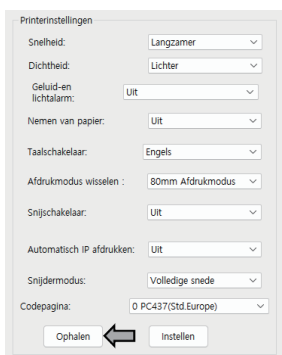 Printerinstellingen
Snelheid: Langzamer
Dichtheid: Lichter
Geluid-en
lichtalarm: Uit
Nemen van papier: Uit
Taalschakelaar: Engels
Afdrukmodus wisselen : 80mm Afdrukmodus
Snijschakelaar: Uit
Automatisch IP afdrukken: Uit
Snijdermodus: Volledige snede
Codepagina: 0 PC437(Std.Europe)
Ophalen Instellen